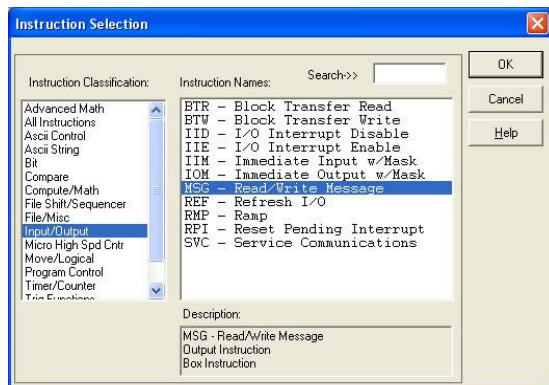 Instruction Selection
Instruction Classification:
Instruction Names:
Search->>
OK
Cancel
Help
Advanced Math
All Instructions
Ascii Control
Ascii String
Bit
Compare
Compute/Math
File Shift/Sequencer
File/Misc
Input/Output
Micro High Spd Cntr
Move/Logical
Program Control
Timer/Counter
Trig Functions
BTR - Block Transfer Read
BTW - Block Transfer Write
IID - I/O Interrupt Disable
IIE - I/O Interrupt Enable
IIM - Immediate Input w/Mask
IOM - Immediate Output w/Mask
MSG - Read/Write Message
REF - Refresh I/O
RMP - Ramp
RPI - Reset Pending Interrupt
SVC - Service Communications
Description:
MSG - Read/Write Message
Output Instruction
Box Instruction